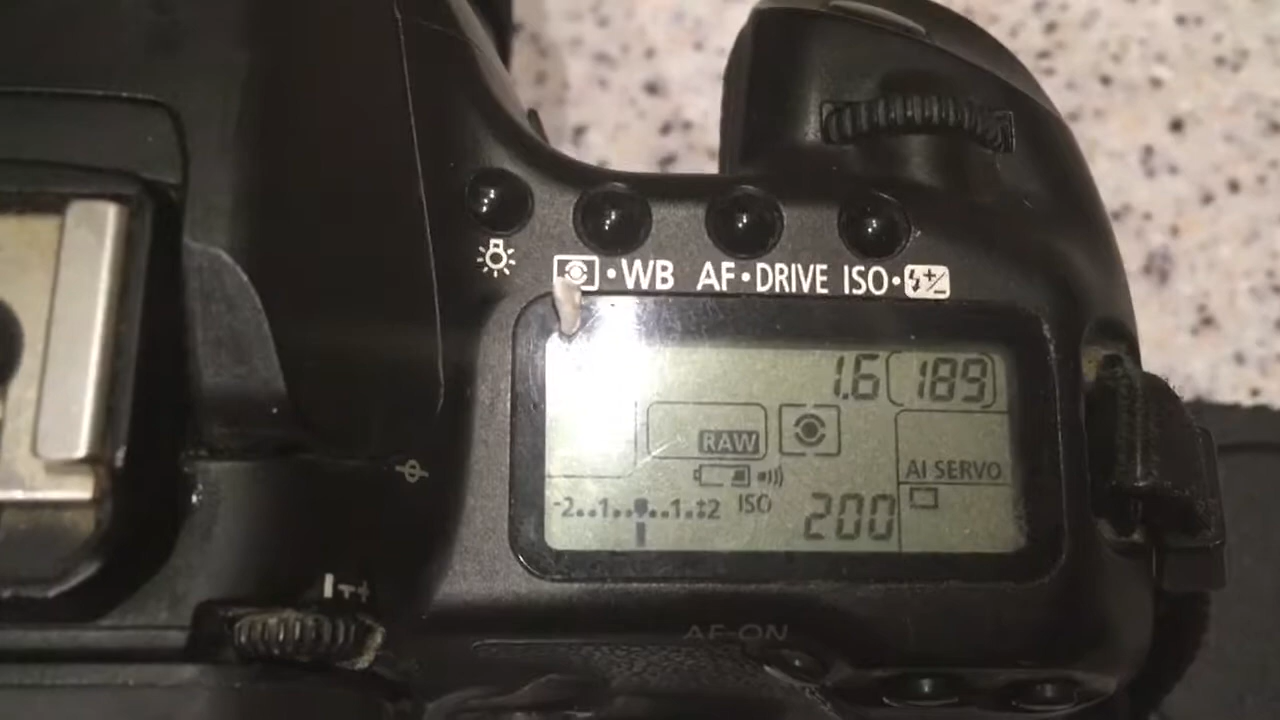 WB AF•DRIVE ISO•
1.6 [189]
RAW
AI SERVO
-2..1...0..1.:2 ISO 200
AF-ON